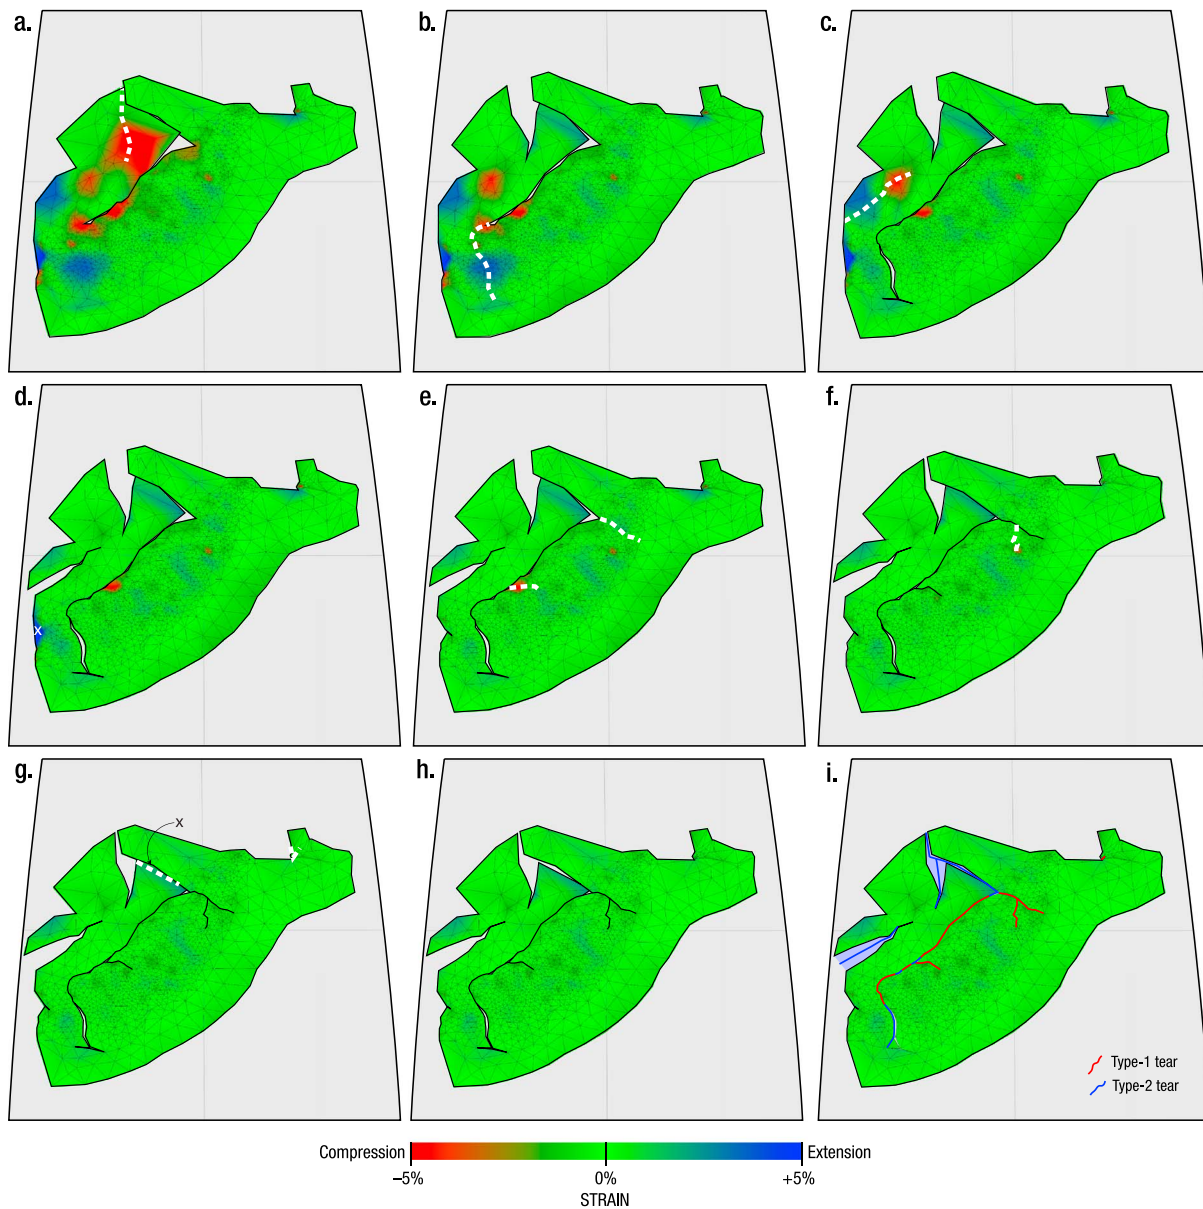 a.
b.
c.
d.
x
e.
f.
g.
x
h.
i.
Type-1 tear
Type-2 tear
Compression
Extension
−5%
0%
+5%
STRAIN